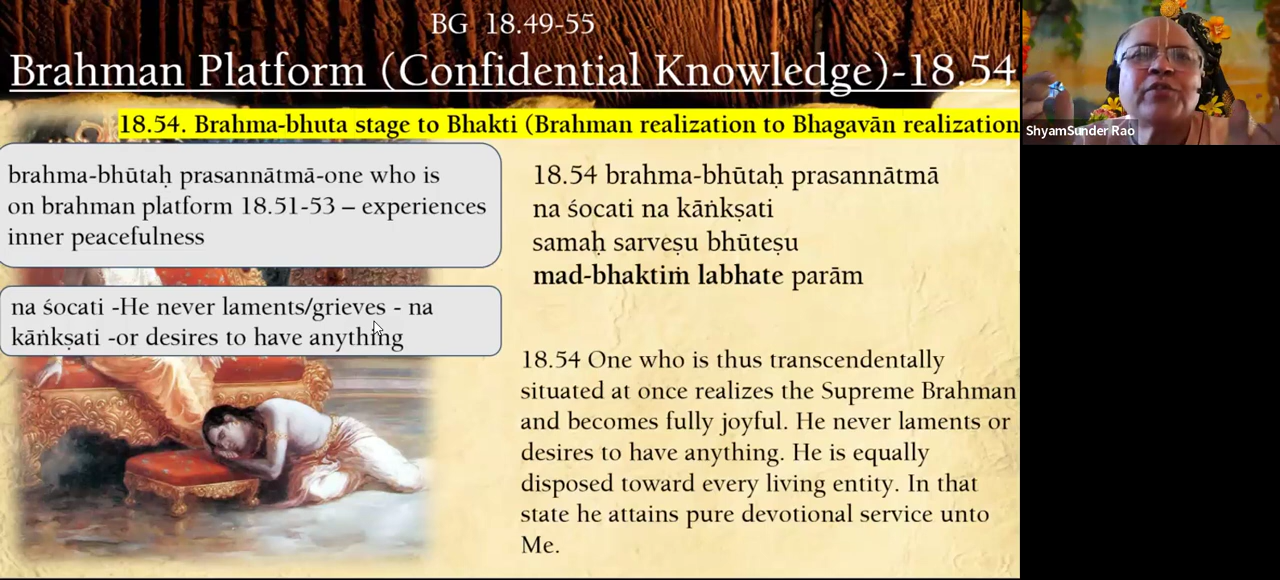 BG 18.49-55
Brahman Platform (Confidential Knowledge)-18.54
18.54. Brahma-bhuta stage to Bhakti (Brahman realization to Bhagavān realization
brahma-bhūtaḥ prasannātmā-one who is
on brahman platform 18.51-53 – experiences
inner peacefulness
na śocati -He never laments/grieves - na
kāṅkṣati -or desires to have anything
18.54 brahma-bhūtaḥ prasannātmā
na śocati na kāṅkṣati
samaḥ sarveṣu bhūteṣu
mad-bhaktiṁ labhate parām
18.54 One who is thus transcendentally
situated at once realizes the Supreme Brahman
and becomes fully joyful. He never laments or
desires to have anything. He is equally
disposed toward every living entity. In that
state he attains pure devotional service unto
Me.
ShyamSunder Rao